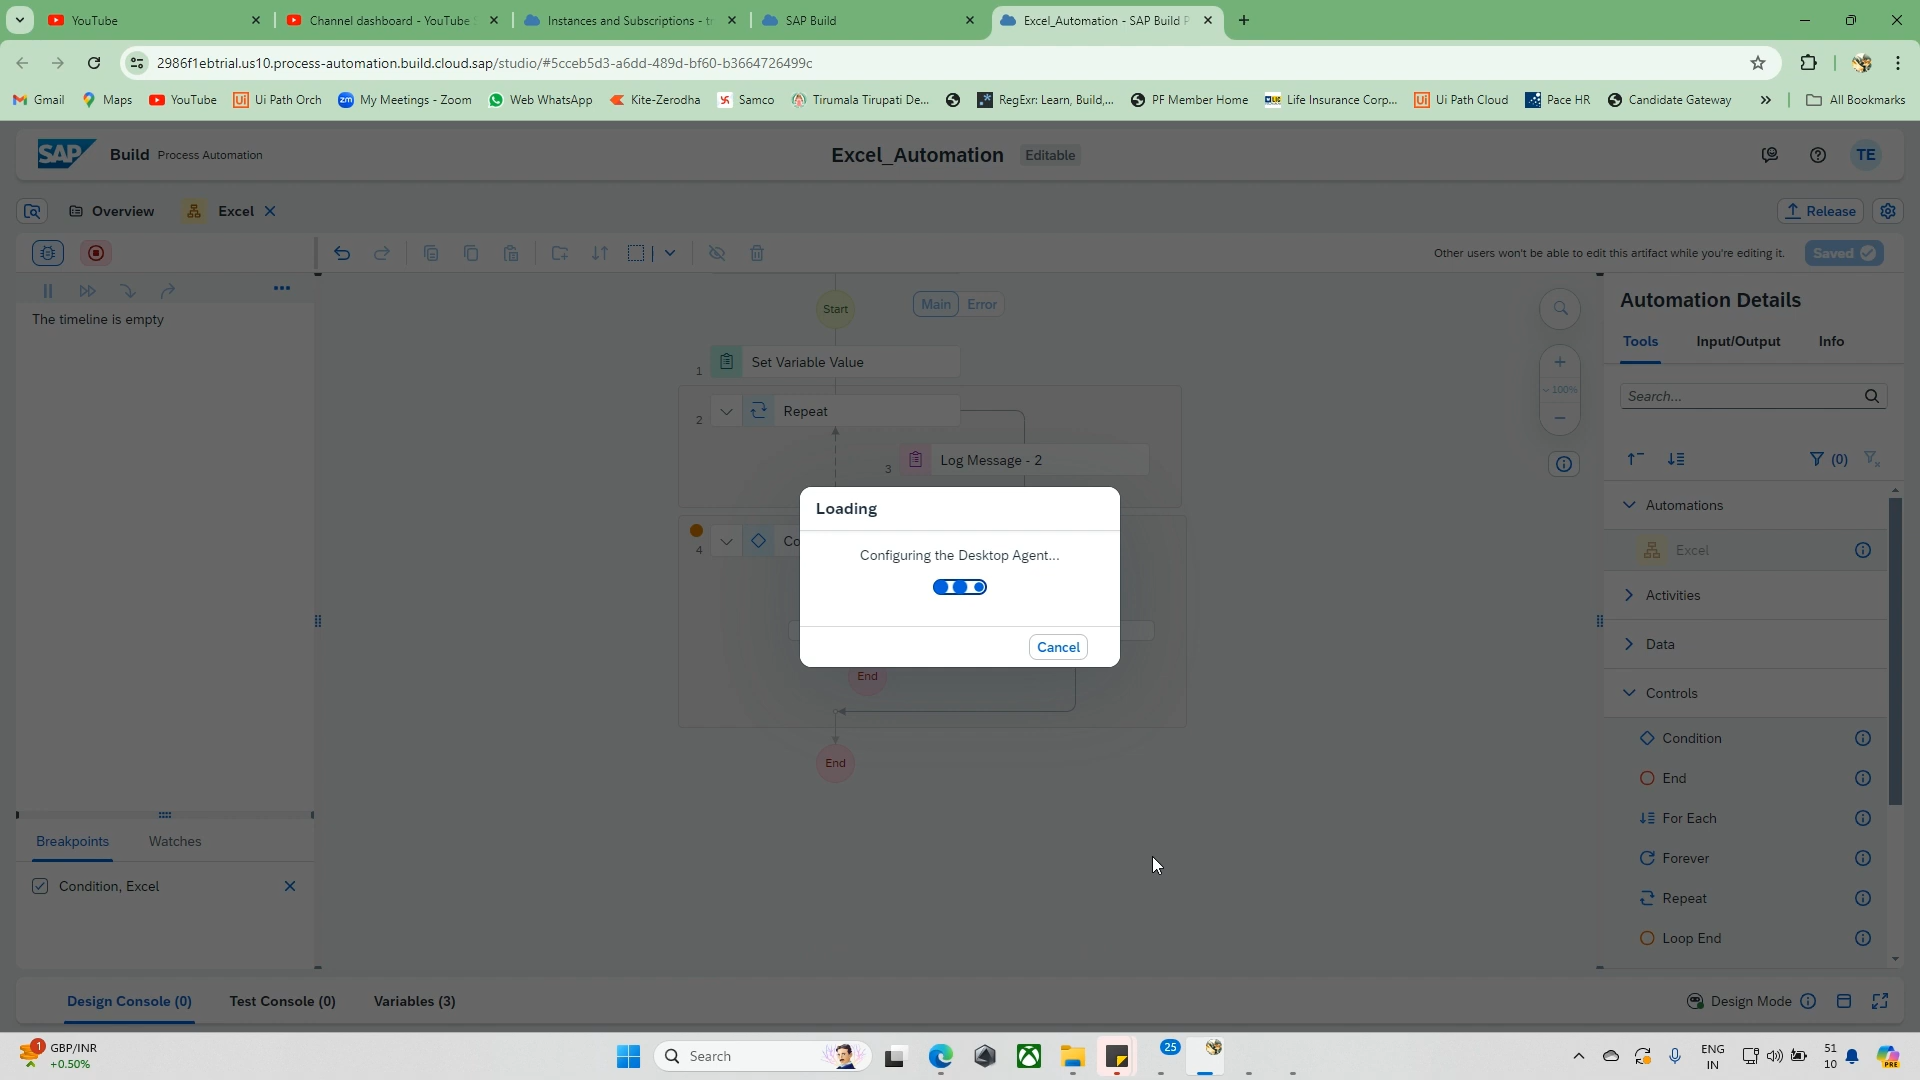 YouTube
Channel dashboard - YouTube S
Instances and Subscriptions - tr
SAP Build
Excel_Automation - SAP Build P
2986f1ebtrial.us10.process-automation.build.cloud.sap/studio/#5cceb5d3-a6dd-489d-bf60-b3664726499c
Gmail
Maps
YouTube
Ui Path Orch
My Meetings - Zoom
Web WhatsApp
Kite-Zerodha
Samco
Tirumala Tirupati De...
RegExr: Learn, Build,...
PF Member Home
Life Insurance Corp...
Ui Path Cloud
Pace HR
Candidate Gateway
All Bookmarks
SAP Build Process Automation
Excel_Automation Editable
TE
Overview
Excel
Release
Other users won't be able to edit this artifact while you're editing it.
Saved
The timeline is empty
Start
Main
Error
1 Set Variable Value
2 Repeat
3 Log Message - 2
4 Co
End
End
100%
Loading
Configuring the Desktop Agent...
Cancel
Automation Details
Tools
Input/Output
Info
Search...
(0)
Automations
Excel
Activities
Data
Controls
Condition
End
For Each
Forever
Repeat
Loop End
Breakpoints
Watches
Condition, Excel
Design Console (0)
Test Console (0)
Variables (3)
Design Mode
1
GBP/INR
+0.50%
Search
25
ENG
IN
51
10
PRE